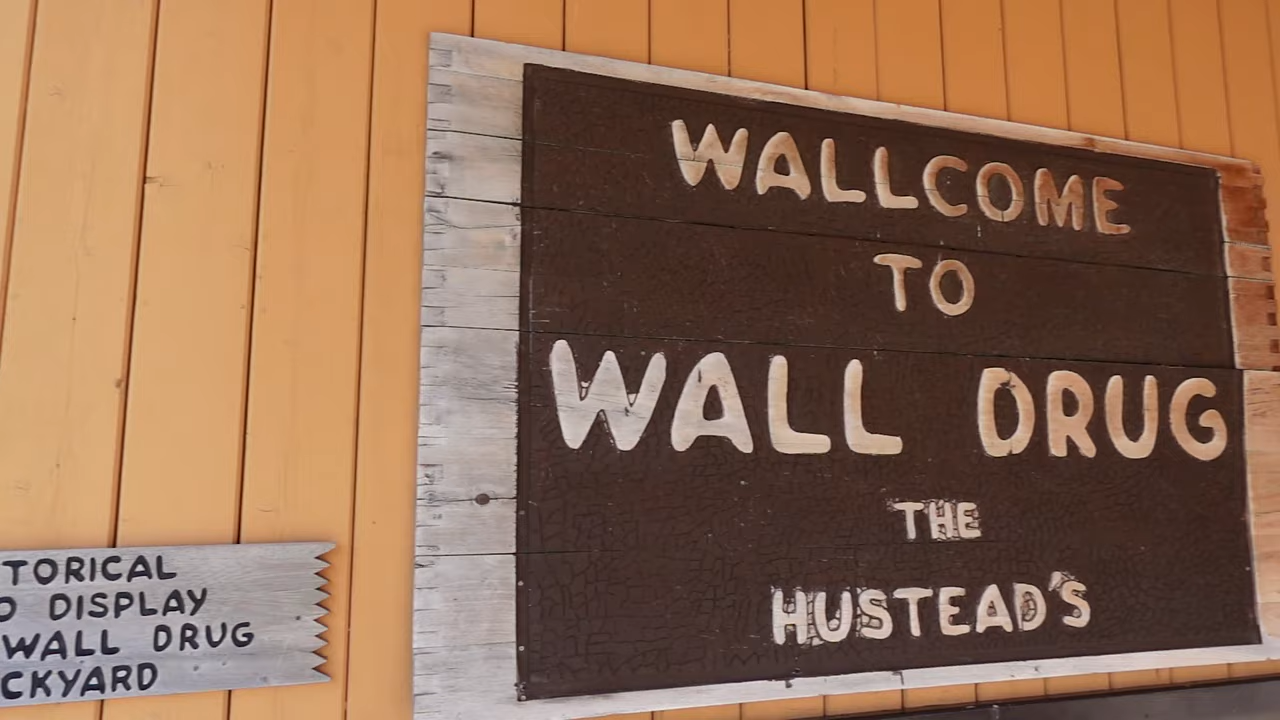 WALLCOME
TO
WALL DRUG
THE
HUSTEAD'S
TORICAL
O DISPLAY
WALL DRUG
CKYARD